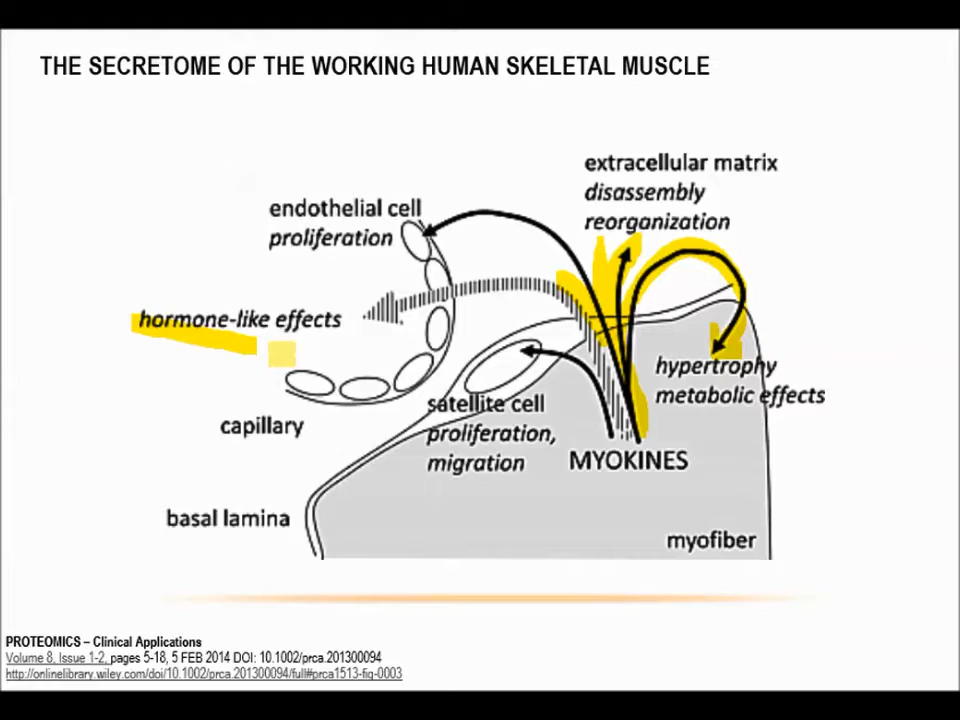 THE SECRETOME OF THE WORKING HUMAN SKELETAL MUSCLE
extracellular matrix
disassembly
reorganization
endothelial cell
proliferation
hormone-like effects
hypertrophy
metabolic effects
satellite cell
proliferation,
migration
capillary
MYOKINES
basal lamina
myofiber
PROTEOMICS – Clinical Applications
Volume 8, Issue 1-2, pages 5-18, 5 FEB 2014 DOI: 10.1002/prca.201300094
http://onlinelibrary.wiley.com/doi/10.1002/prca.201300094/full#prca1513-fig-0003